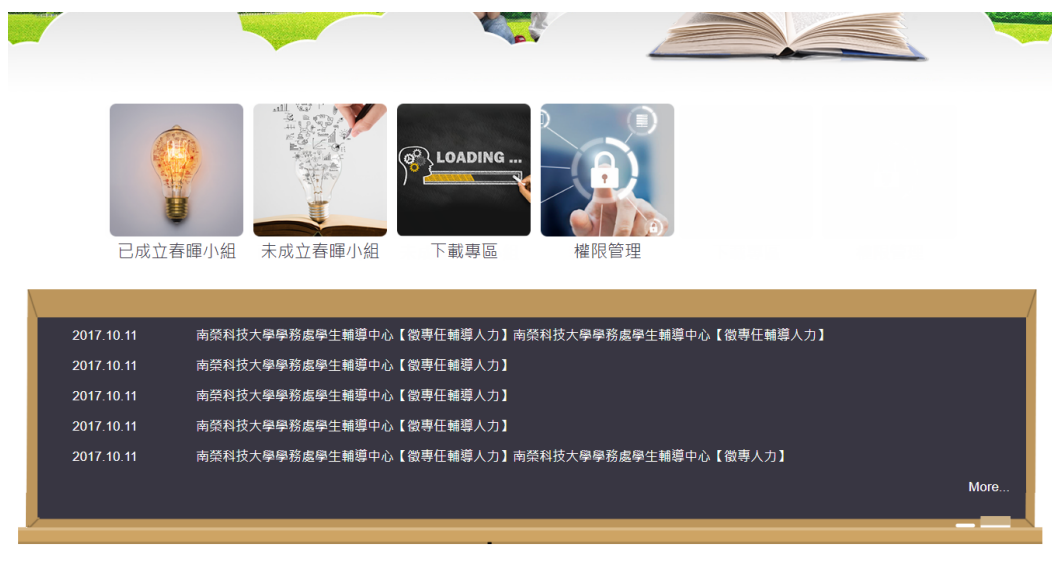 LOADING ...
已成立春暉小組
未成立春暉小組
下載專區
權限管理
2017.10.11 南榮科技大學學務處學生輔導中心【徵專任輔導人力】南榮科技大學學務處學生輔導中心【徵專任輔導人力】
2017.10.11 南榮科技大學學務處學生輔導中心【徵專任輔導人力】
2017.10.11 南榮科技大學學務處學生輔導中心【徵專任輔導人力】
2017.10.11 南榮科技大學學務處學生輔導中心【徵專任輔導人力】
2017.10.11 南榮科技大學學務處學生輔導中心【徵專任輔導人力】南榮科技大學學務處學生輔導中心【徵專人力】
More...